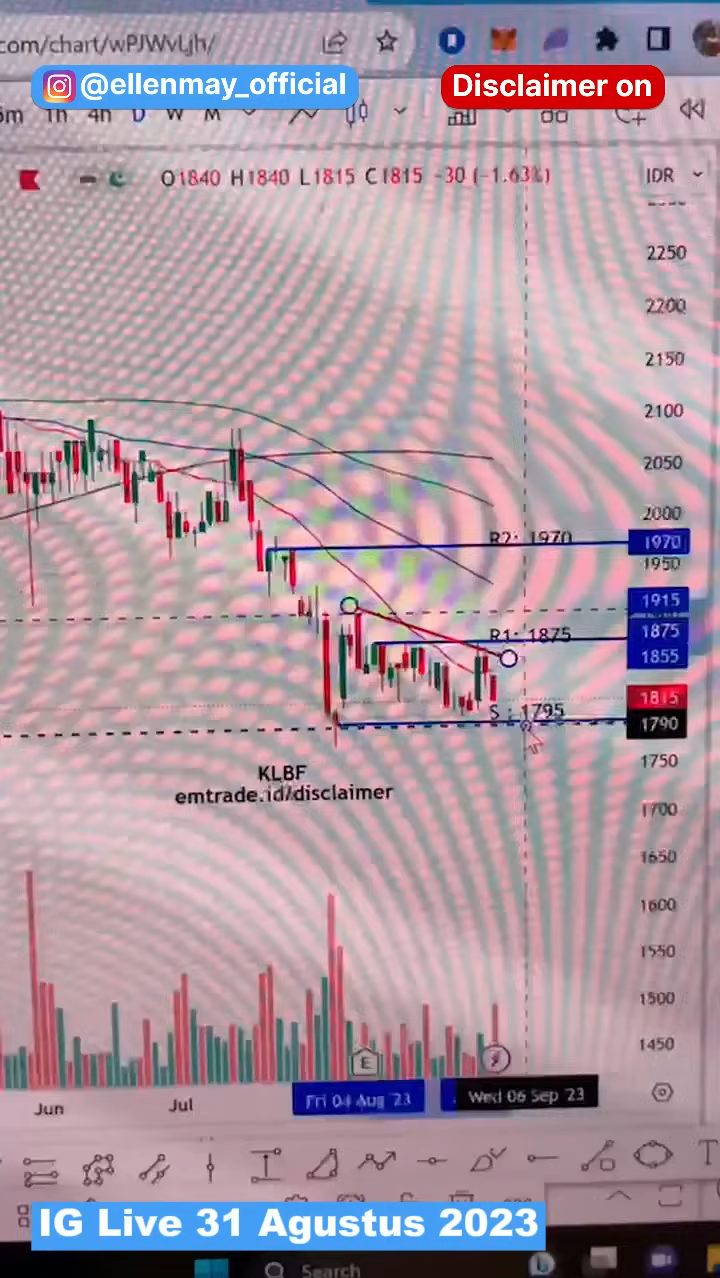 com/chart/wPJWvLjh/
@ellenmay_official
Disclaimer on
5m 1h 4h D W M
O1840 H1840 L1815 C1815 -30 (-1.63%)
IDR
2250
2200
2150
2100
2050
2000
R2: 1970
1970
1950
1915
R1: 1875
1875
1855
1815
S : 1795
1790
1750
KLBF
emtrade.id/disclaimer
1700
1650
1600
1550
1500
1450
E
Jun
Jul
Fri 04 Aug '23
Wed 06 Sep '23
T
IG Live 31 Agustus 2023
Search